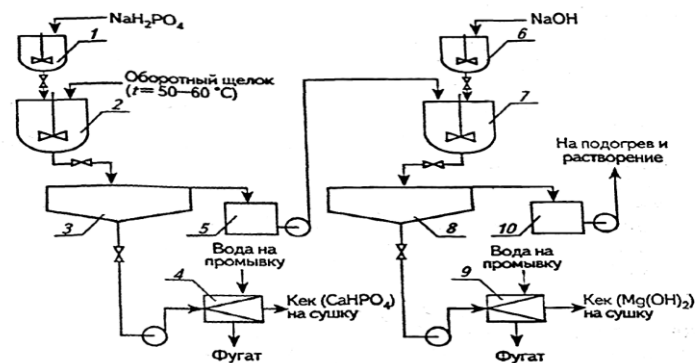 NaH₂PO₄
1
Оборотный щелок
(t= 50—60 °C)
2
3
5
Вода на
промывку
4
Кек (CaHPO₄)
на сушку
Фугат
NaOH
6
7
На подогрев и
растворение
8
10
Вода на
промывку
9
Кек (Mg(OH)₂)
на сушку
Фугат